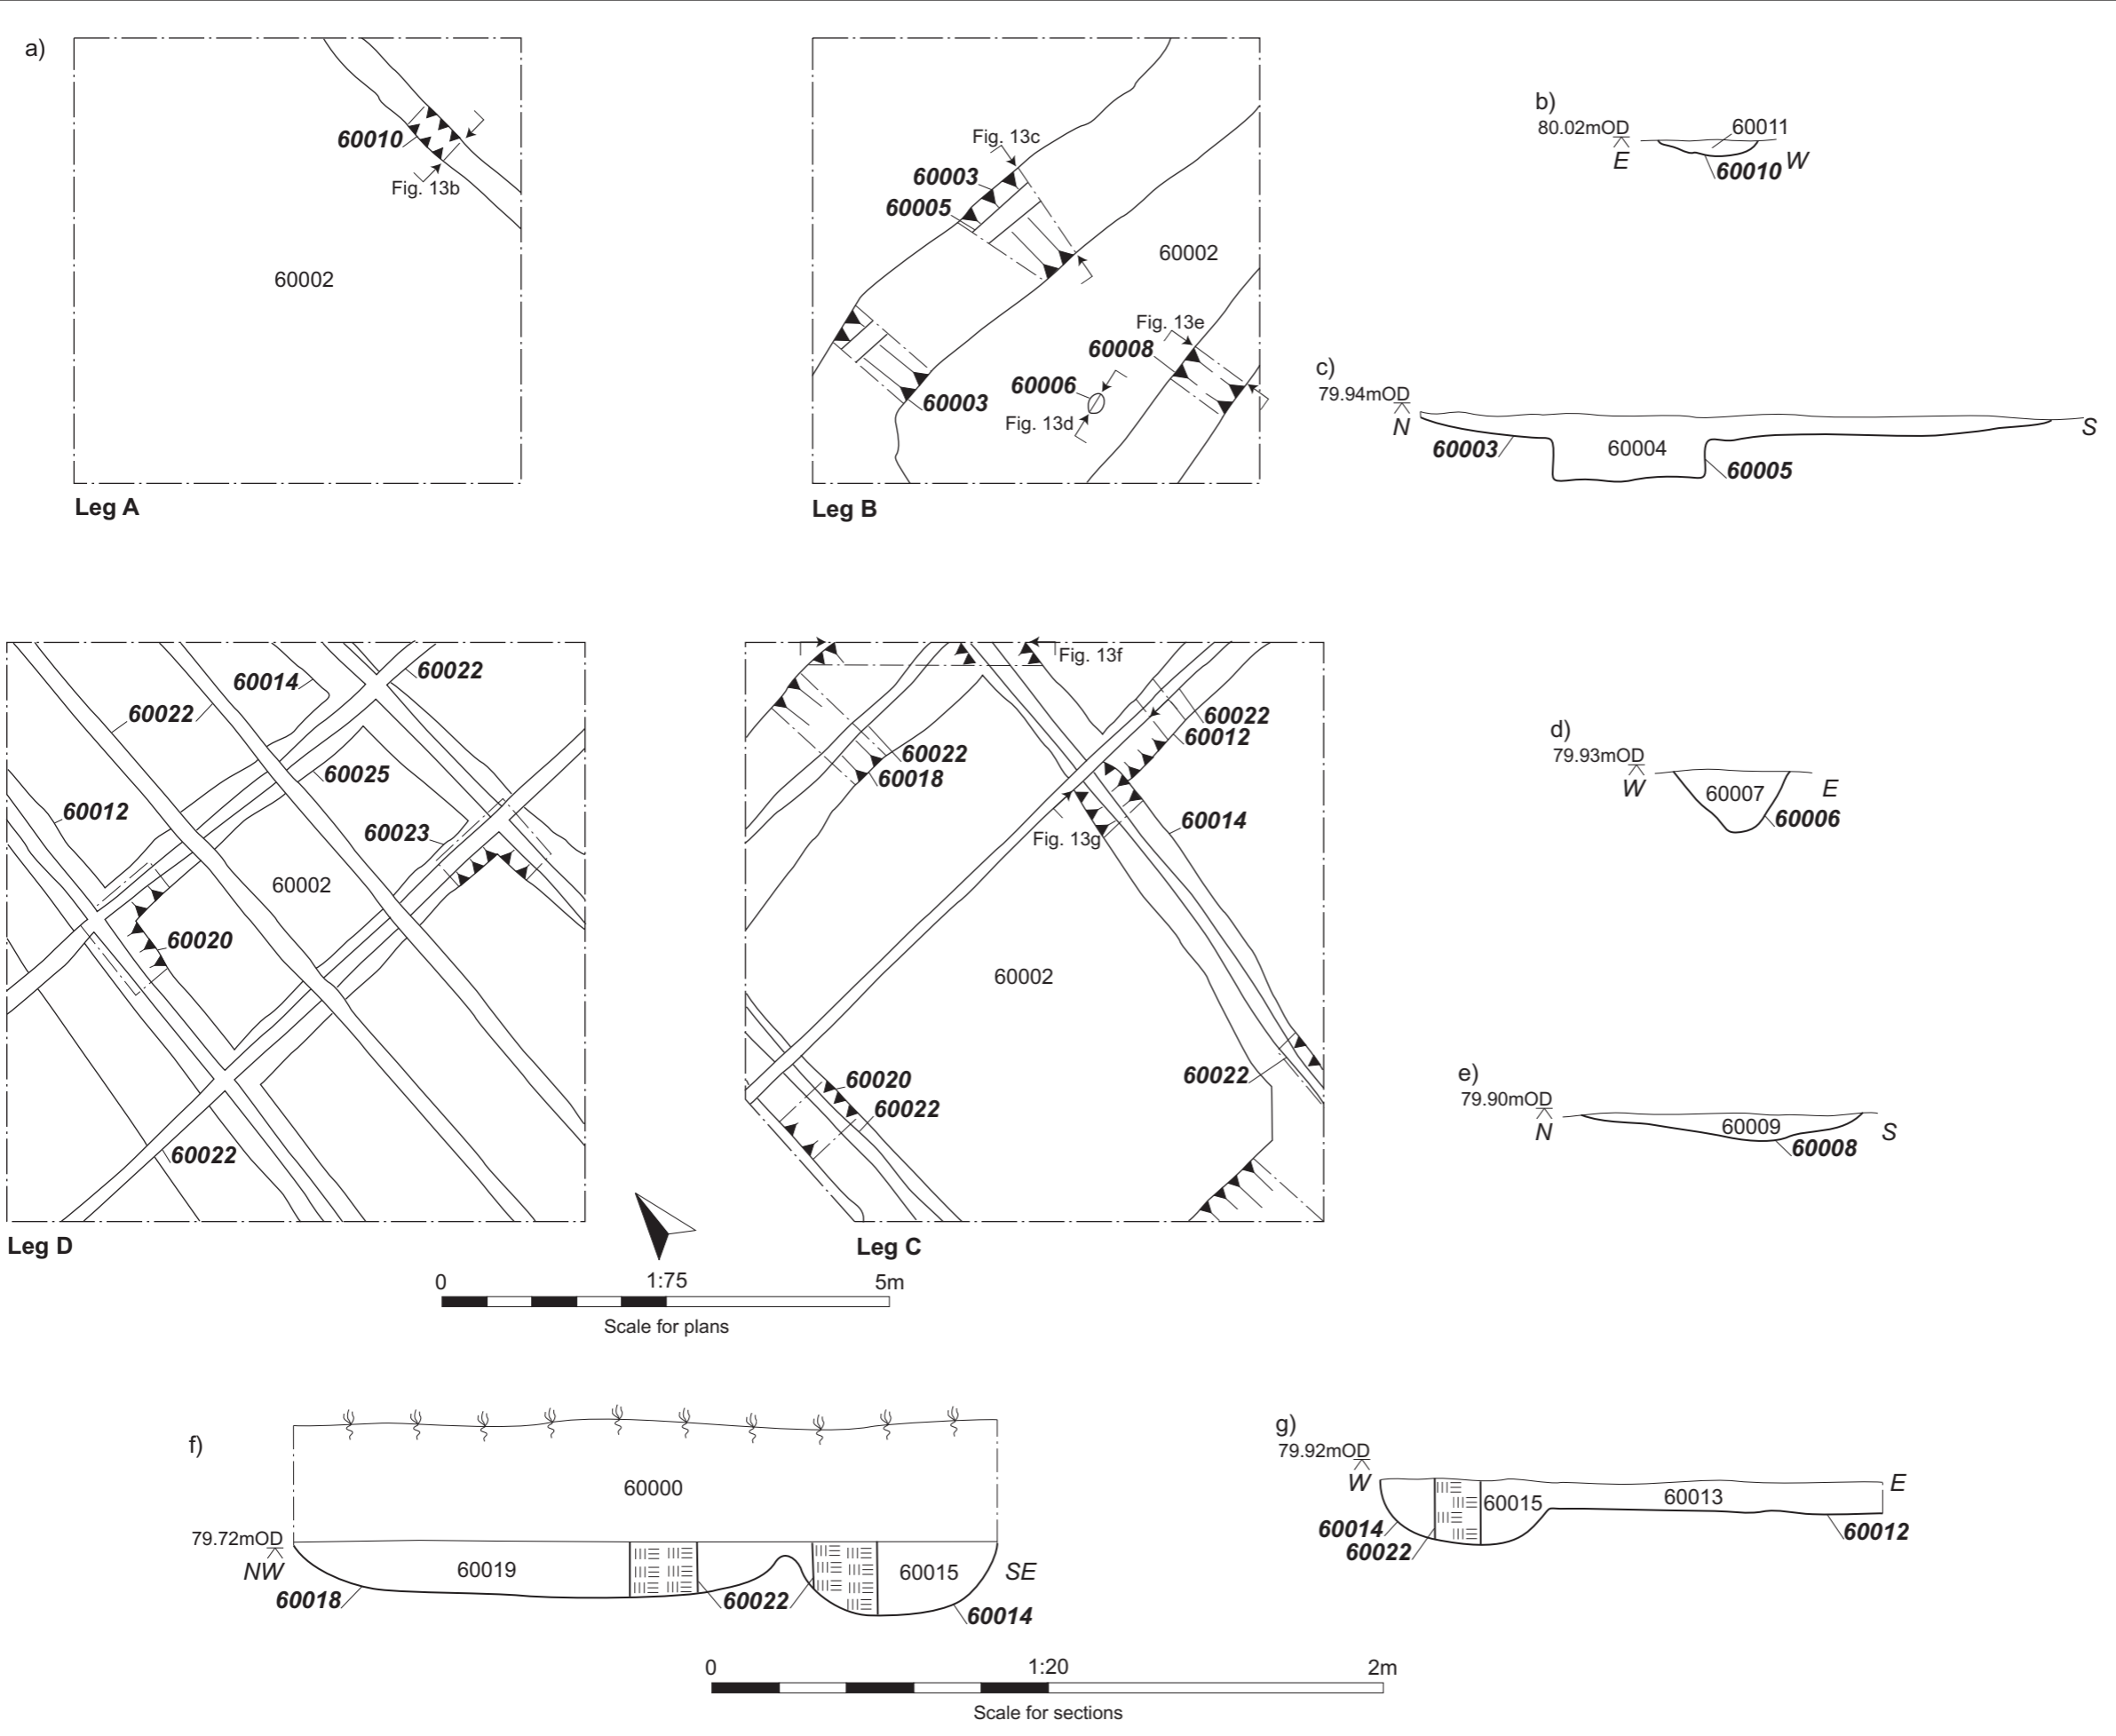 a)
60010
Fig. 13b
60002
Leg A
Fig. 13c
60003
60005
60002
Fig. 13e
60008
60006
60003
Fig. 13d
Leg B
b)
80.02mOD
60011
E
W
60010
c)
79.94mOD
N
S
60003
60004
60005
60014
60022
60022
60025
60012
60023
60002
60020
60022
Leg D
Fig. 13f
60022
60012
60022
60018
60014
Fig. 13g
60002
60020
60022
60022
Leg C
d)
79.93mOD
W
E
60007
60006
e)
79.90mOD
N
S
60009
60008
0
1:75
5m
Scale for plans
f)
60000
79.72mOD
NW
60019
60015
SE
60018
60022
60014
g)
79.92mOD
W
E
60015
60013
60014
60012
60022
0
1:20
2m
Scale for sections